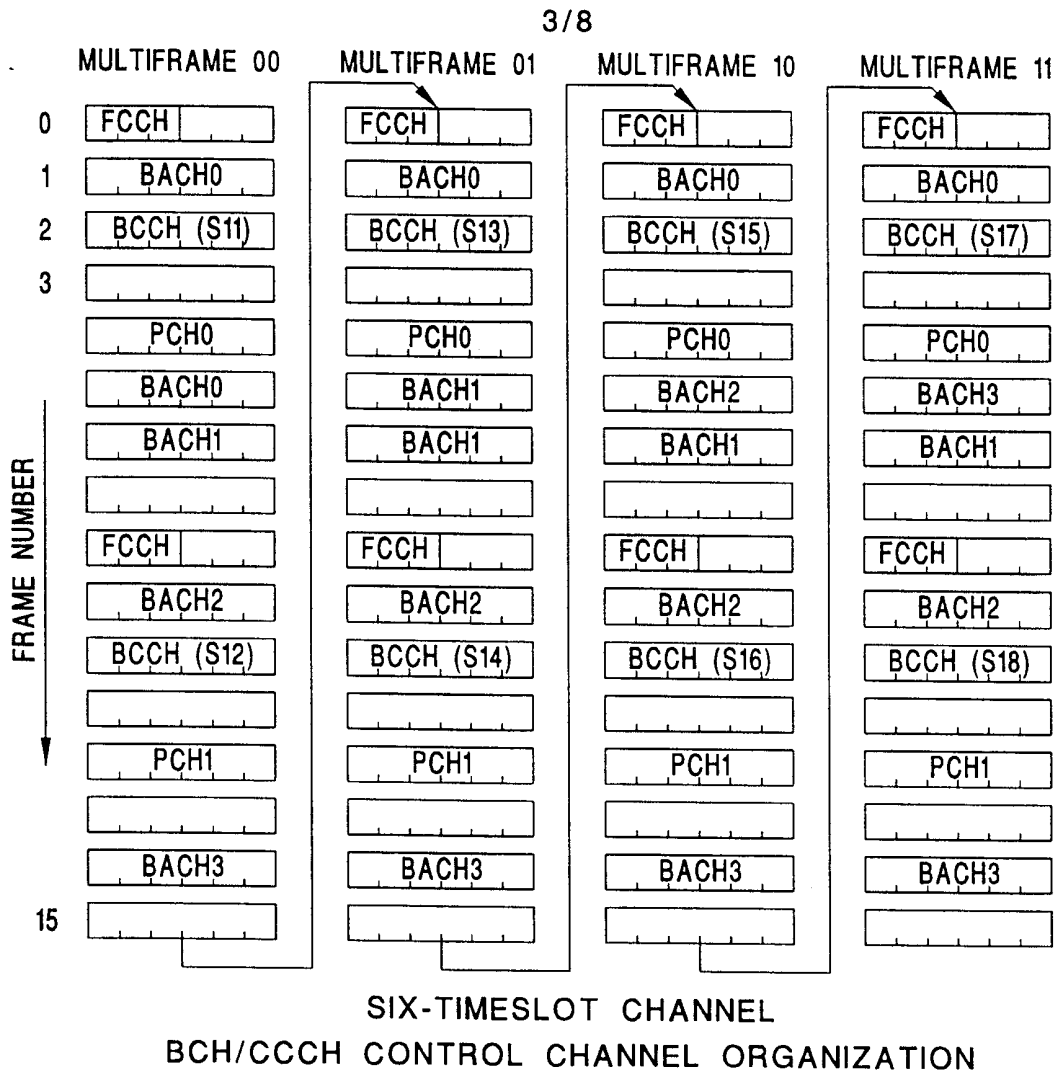 3/8
MULTIFRAME 00 MULTIFRAME 01 MULTIFRAME 10 MULTIFRAME 11
0 FCCH FCCH FCCH FCCH
1 BACH0 BACH0 BACH0 BACH0
2 BCCH (S11) BCCH (S13) BCCH (S15) BCCH (S17)
3
PCH0 PCH0 PCH0 PCH0
BACH0 BACH1 BACH2 BACH3
BACH1 BACH1 BACH1 BACH1
FCCH FCCH FCCH FCCH
BACH2 BACH2 BACH2 BACH2
BCCH (S12) BCCH (S14) BCCH (S16) BCCH (S18)
PCH1 PCH1 PCH1 PCH1
BACH3 BACH3 BACH3 BACH3
15
FRAME NUMBER
SIX-TIMESLOT CHANNEL
BCH/CCCH CONTROL CHANNEL ORGANIZATION